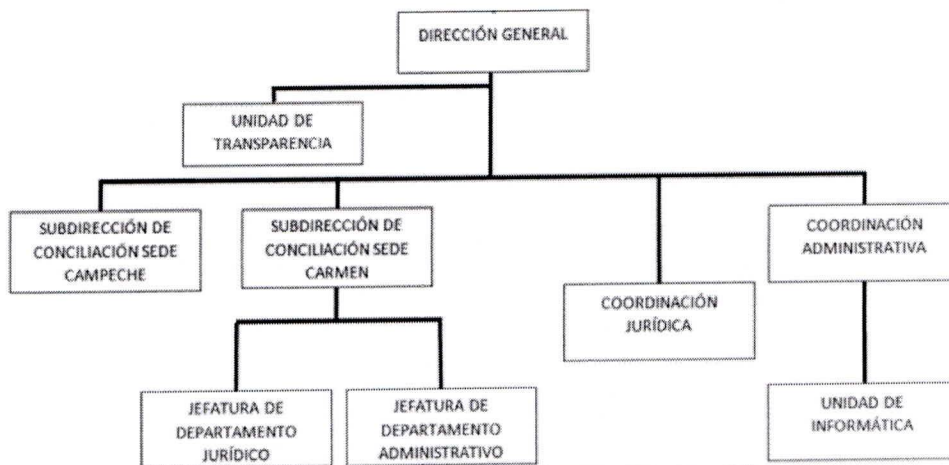 DIRECCIÓN GENERAL
UNIDAD DE
TRANSPARENCIA
SUBDIRECCIÓN DE
CONCILIACIÓN SEDE
CAMPECHE
SUBDIRECCIÓN DE
CONCILIACIÓN SEDE
CARMEN
COORDINACIÓN
JURÍDICA
COORDINACIÓN
ADMINISTRATIVA
JEFATURA DE
DEPARTAMENTO
JURÍDICO
JEFATURA DE
DEPARTAMENTO
ADMINISTRATIVO
UNIDAD DE
INFORMÁTICA